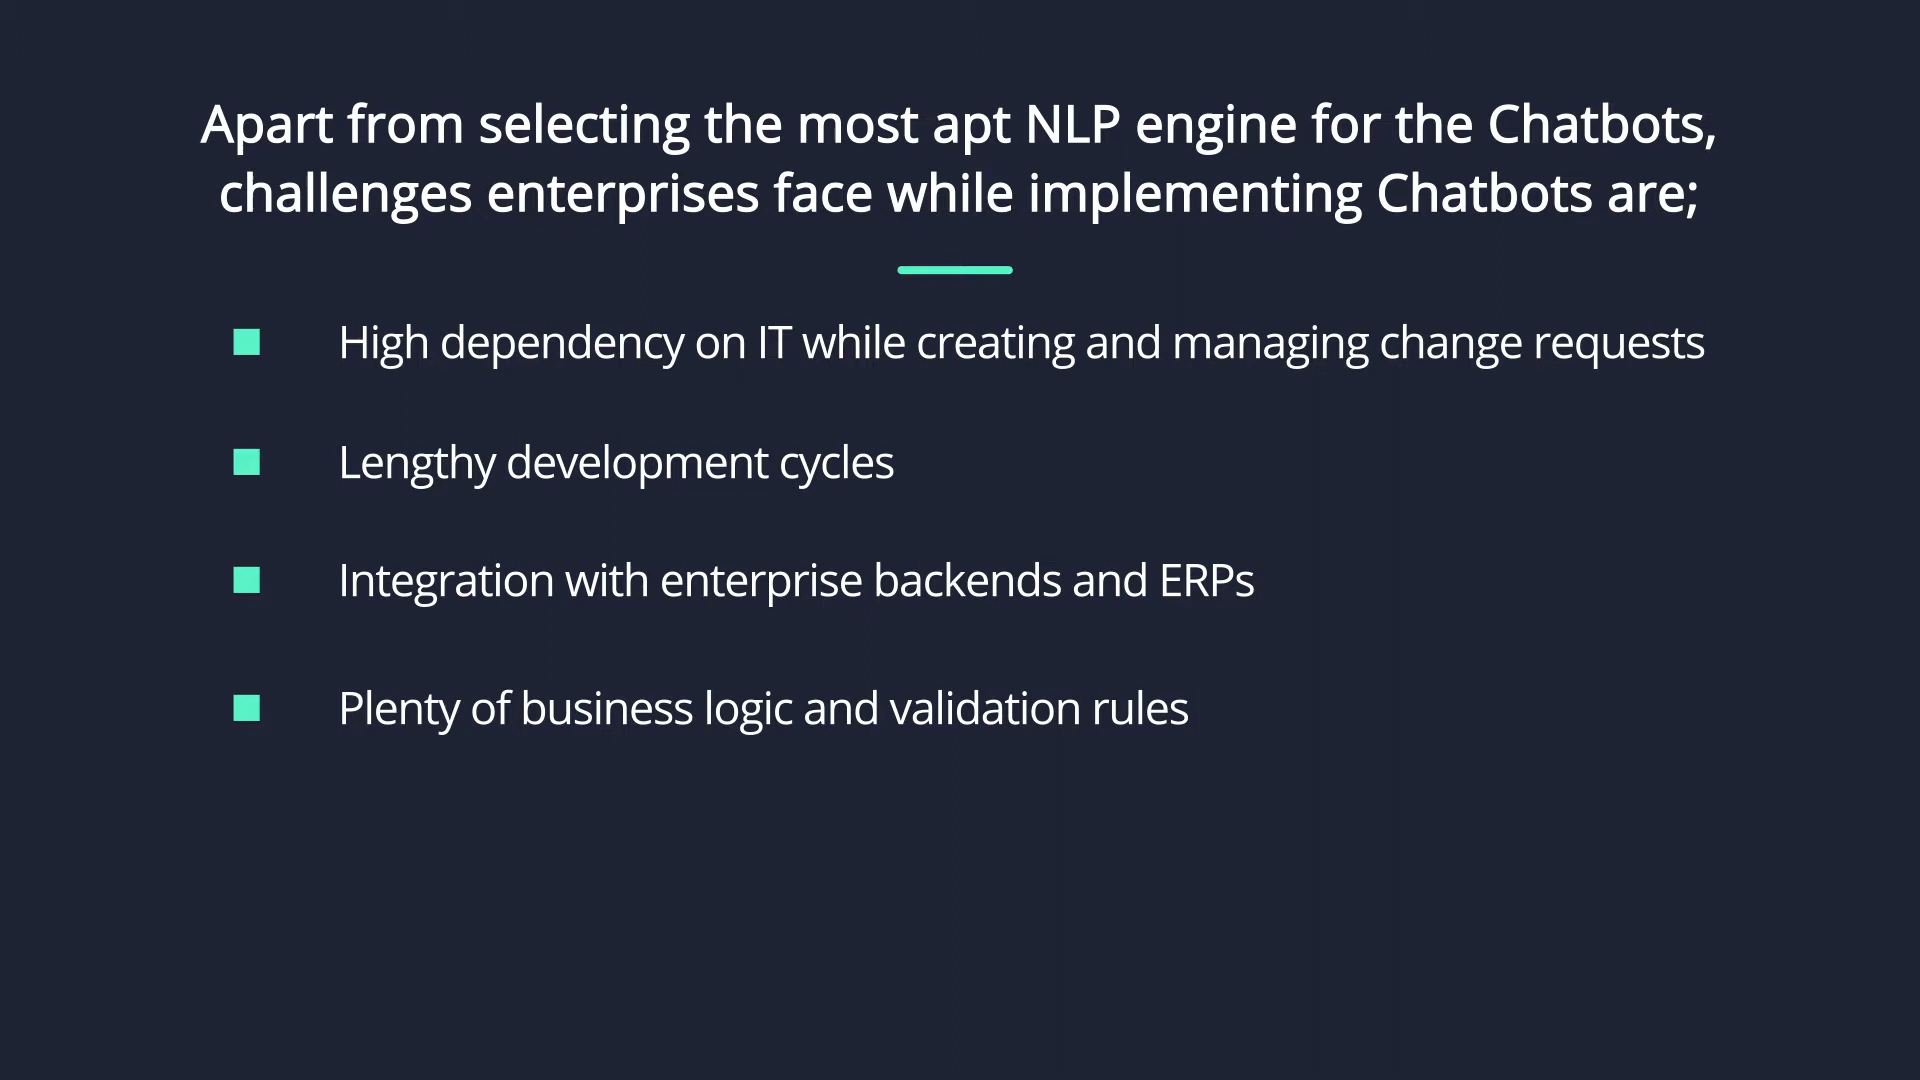 Apart from selecting the most apt NLP engine for the Chatbots,
challenges enterprises face while implementing Chatbots are;
High dependency on IT while creating and managing change requests
Lengthy development cycles
Integration with enterprise backends and ERPs
Plenty of business logic and validation rules